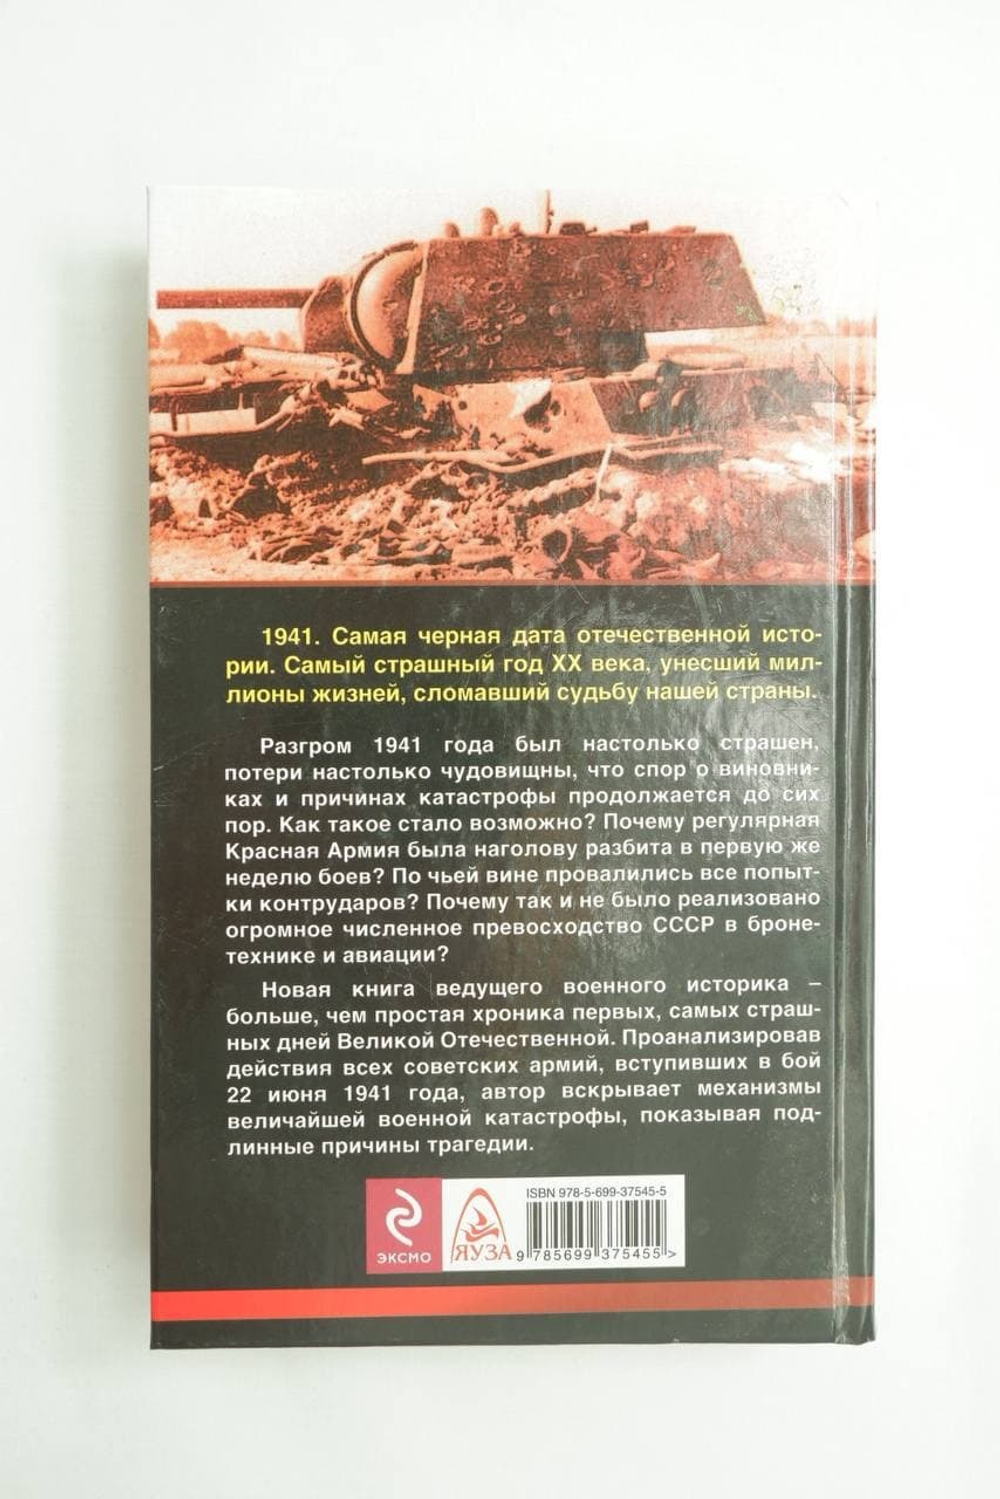 1941. Самая черная дата отечественной исто-
рии. Самый страшный год XX века, унесший мил-
лионы жизней, сломавший судьбу нашей страны.
Разгром 1941 года был настолько страшен,
потери настолько чудовищны, что спор о виновни-
ках и причинах катастрофы продолжается до сих
пор. Как такое стало возможно? Почему регулярная
Красная Армия была наголову разбита в первую же
неделю боев? По чьей вине провалились все попыт-
ки контрударов? Почему так и не было реализовано
огромное численное превосходство СССР в броне-
технике и авиации?
Новая книга ведущего военного историка –
больше, чем простая хроника первых, самых страш-
ных дней Великой Отечественной. Проанализировав
действия всех советских армий, вступивших в бой
22 июня 1941 года, автор вскрывает механизмы
величайшей военной катастрофы, показывая под-
линные причины трагедии.
ISBN 978-5-699-37545-5
ЭКСМО
ЯУЗА
9 785699 375455 >